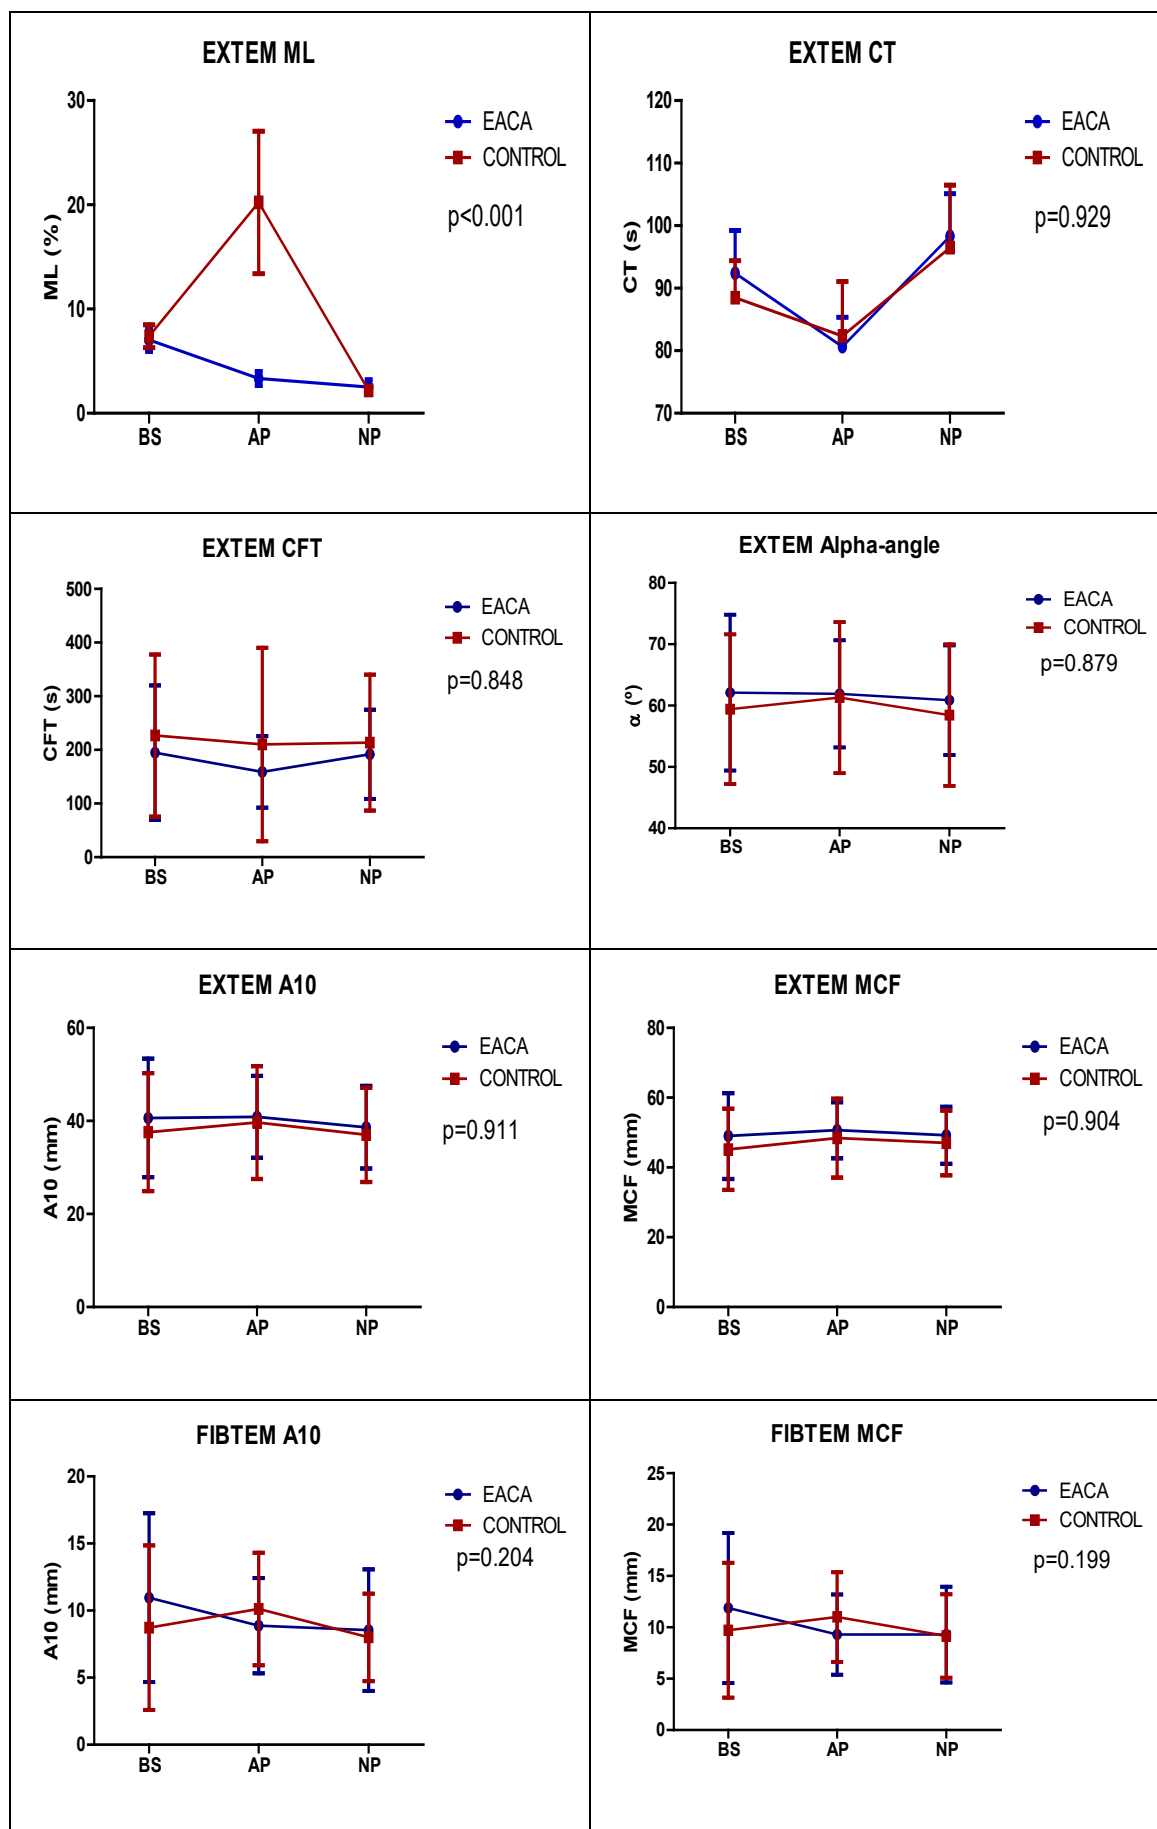 EXTEM ML
30
20
10
0
ML (%)
BS AP NP
EACA
CONTROL
p<0.001
EXTEM CT
120
110
100
90
80
70
CT (s)
BS AP NP
EACA
CONTROL
p=0.929
EXTEM CFT
500
400
300
200
100
0
CFT (s)
BS AP NP
EACA
CONTROL
p=0.848
EXTEM Alpha-angle
80
70
60
50
40
α (º)
BS AP NP
EACA
CONTROL
p=0.879
EXTEM A10
60
40
20
0
A10 (mm)
BS AP NP
EACA
CONTROL
p=0.911
EXTEM MCF
80
60
40
20
0
MCF (mm)
BS AP NP
EACA
CONTROL
p=0.904
FIBTEM A10
20
15
10
5
0
A10 (mm)
BS AP NP
EACA
CONTROL
p=0.204
FIBTEM MCF
25
20
15
10
5
0
MCF (mm)
BS AP NP
EACA
CONTROL
p=0.199